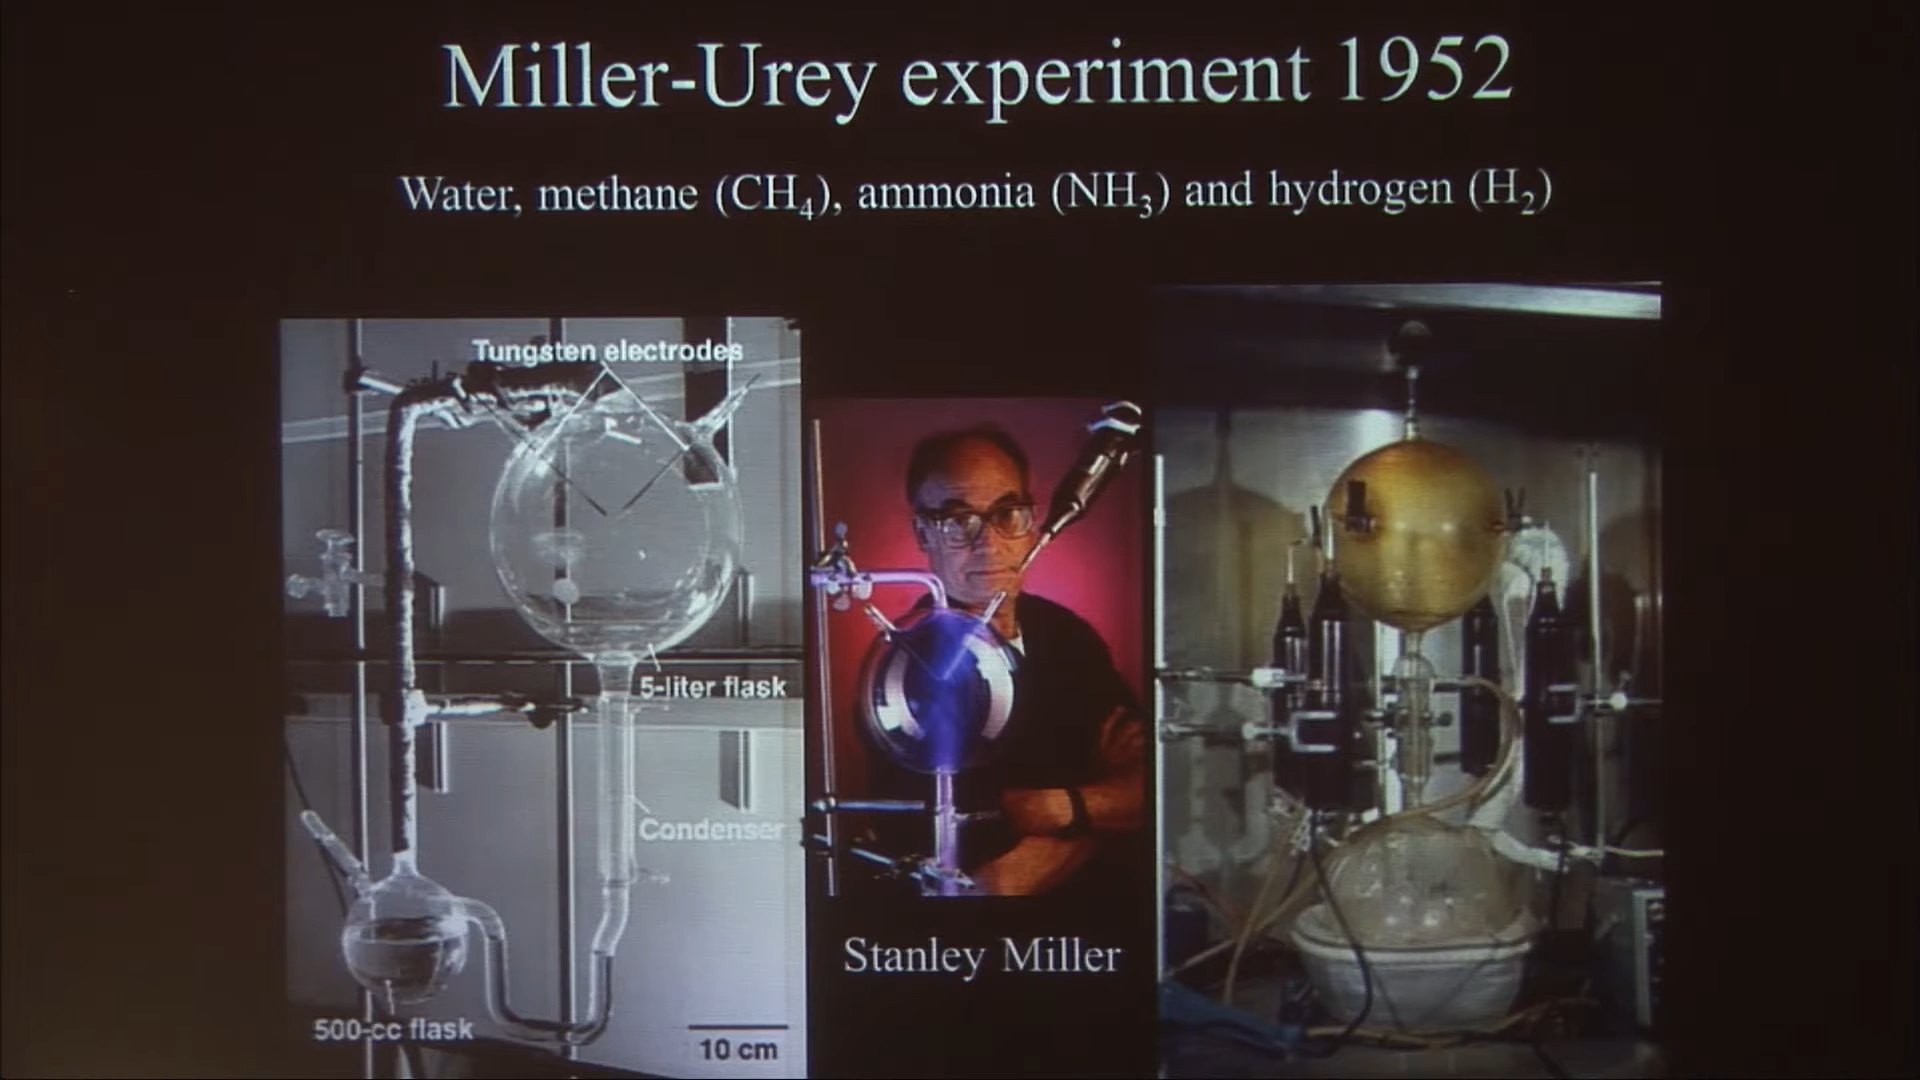 Miller-Urey experiment 1952
Water, methane (CH₄), ammonia (NH₃) and hydrogen (H₂)
Tungsten electrodes
5-liter flask
Condenser
500-cc flask
10 cm
Stanley Miller